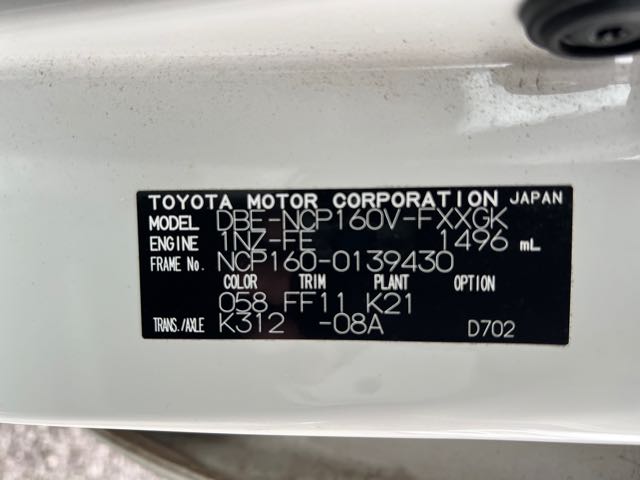 TOYOTA MOTOR CORPORATION JAPAN
MODEL DBE-NCP160V-FXXGK
ENGINE 1NZ-FE 1496 mL
FRAME No. NCP160-0139430
COLOR TRIM PLANT OPTION
058 FF11 K21
TRANS./AXLE K312 -08A D702